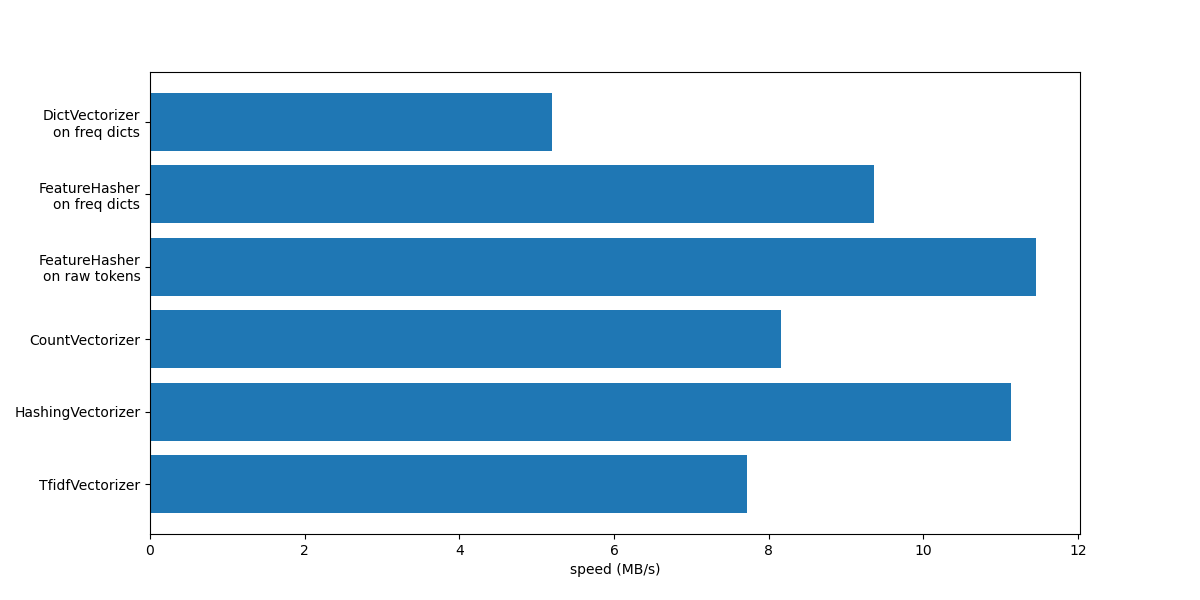 DictVectorizer
on freq dicts
FeatureHasher
on freq dicts
FeatureHasher
on raw tokens
CountVectorizer
HashingVectorizer
TfidfVectorizer
0 2 4 6 8 10 12
speed (MB/s)